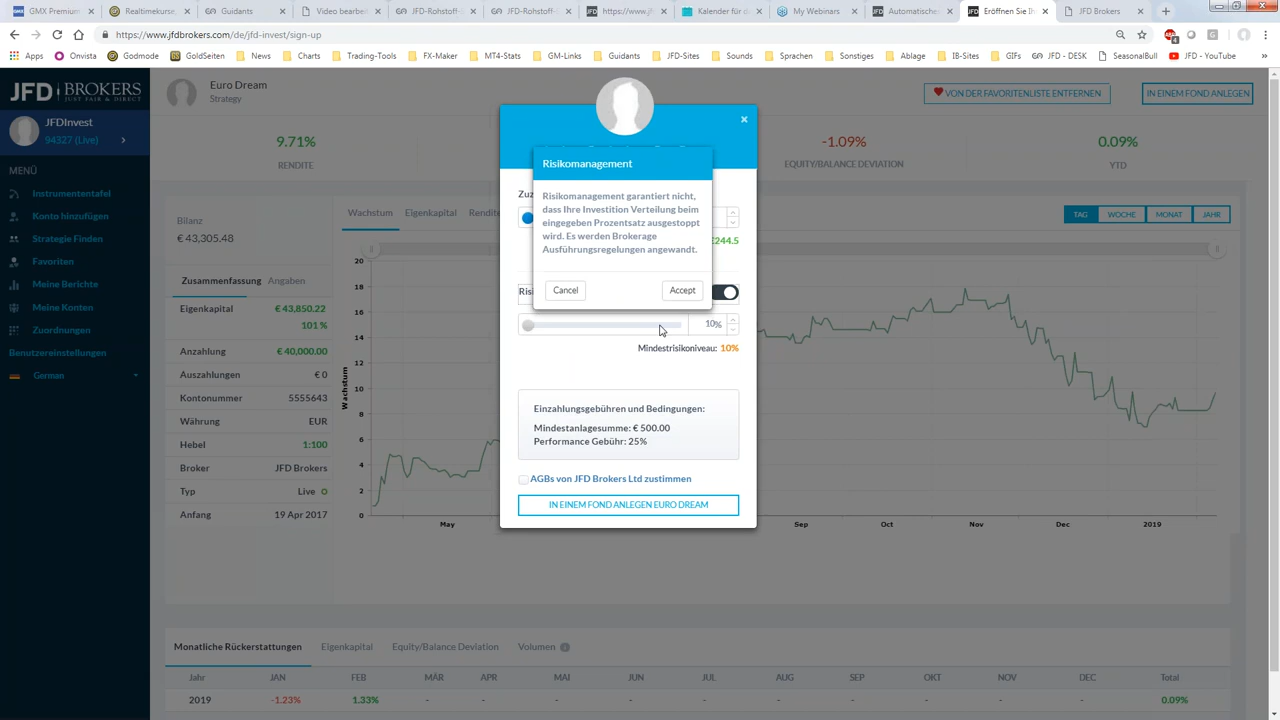 GMX Premium
Realtimekurse
Guidants
Video bearbei
JFD-Rohstoff-
JFD-Rohstoff-
Kalender für d
My Webinars
Automatischer
Eröffnen Sie Ih
JFD Brokers
https://www.jfdbrokers.com/de/jfd-invest/sign-up
Apps
Onvista
Godmode
GoldSeiten
News
Charts
Trading-Tools
FX-Maker
MT4-Stats
GM-Links
Guidants
JFD-Sites
Sounds
Sprachen
Sonstiges
Ablage
IB-Sites
GIFs
JFD - DESK
SeasonalBull
JFD - YouTube
JFD BROKERS
JUST FAIR & DIRECT
JFDInvest
94327 (Live)
MENÜ
Instrumententafel
Konto hinzufügen
Strategie Finden
Favoriten
Meine Berichte
Meine Konten
Zuordnungen
Benutzereinstellungen
German
Euro Dream
Strategy
VON DER FAVORITENLISTE ENTFERNEN
IN EINEM FOND ANLEGEN
9.71%
RENDITE
-1.09%
EQUITY/BALANCE DEVIATION
0.09%
YTD
Bilanz
€ 43,305.48
Zusammenfassung
Angaben
Eigenkapital
€ 43,850.22
101 %
Anzahlung
€ 40,000.00
Auszahlungen
€ 0
Kontonummer
5555643
Währung
EUR
Hebel
1:100
Broker
JFD Brokers
Typ
Live
Anfang
19 Apr 2017
Wachstum
Eigenkapital
TAG
WOCHE
MONAT
JAHR
20
18
16
14
12
10
8
6
4
2
0
Wachstum
May
Sep
Oct
Nov
Dec
2019
€244.5
Risikomanagement
Risikomanagement garantiert nicht,
dass Ihre Investition Verteilung beim
eingegeben Prozentsatz ausgestoppt
wird. Es werden Brokerage
Ausführungsregelungen angewandt.
Cancel
Accept
10%
Mindestrisikoniveau: 10%
Einzahlungsgebühren und Bedingungen:
Mindestanlagesumme: € 500.00
Performance Gebühr: 25%
AGBs von JFD Brokers Ltd zustimmen
IN EINEM FOND ANLEGEN EURO DREAM
Monatliche Rückerstattungen
Eigenkapital
Equity/Balance Deviation
Volumen
Jahr
JAN
FEB
MÄR
APR
MAI
JUN
JUL
AUG
SEP
OKT
NOV
DEC
Total
2019
-1.23%
1.33%
-
-
-
-
-
-
-
-
-
-
0.09%